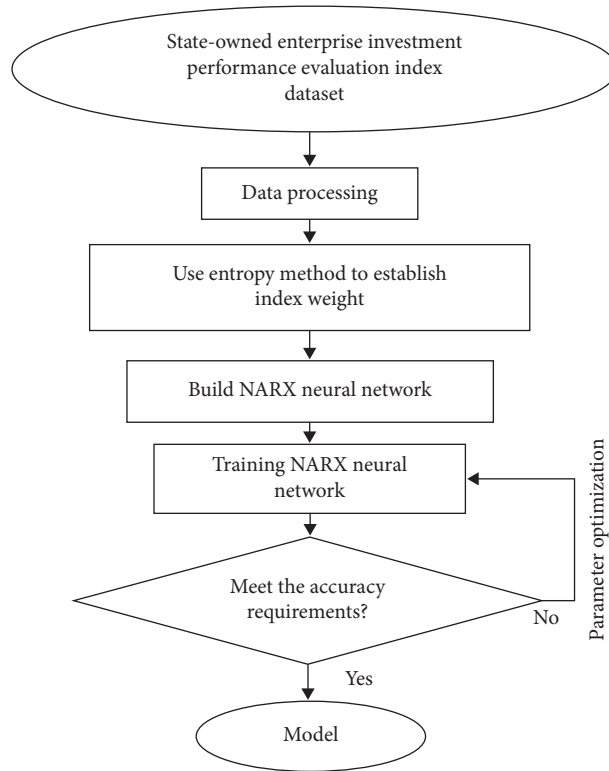 State-owned enterprise investment
performance evaluation index
dataset
Data processing
Use entropy method to establish
index weight
Build NARX neural network
Training NARX neural
network
Parameter optimization
Meet the accuracy
requirements?
No
Yes
Model